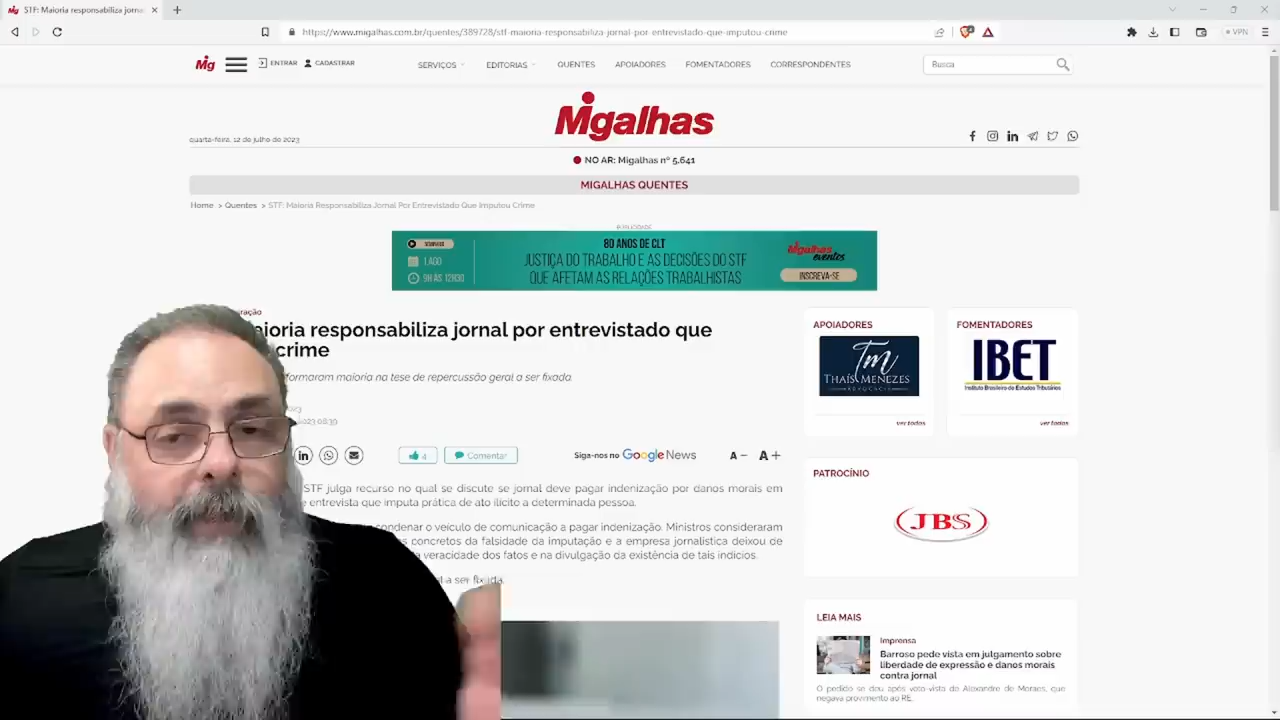 STF: Maioria responsabiliza jorna
https://www.migalhas.com.br/quentes/389728/stf-maioria-responsabiliza-jornal-por-entrevistado-que-imputou-crime
VPN
Mg
ENTRAR
CADASTRAR
SERVIÇOS
EDITORIAS
QUENTES
APOIADORES
FOMENTADORES
CORRESPONDENTES
Busca
Migalhas
quarta-feira, 12 de julho de 2023
NO AR: Migalhas nº 5.641
MIGALHAS QUENTES
Home > Quentes > STF: Maioria Responsabiliza Jornal Por Entrevistado Que Imputou Crime
PUBLICIDADE
80 ANOS DE CLT
JUSTIÇA DO TRABALHO E AS DECISÕES DO STF
QUE AFETAM AS RELAÇÕES TRABALHISTAS
1.AGO
9H ÀS 12H30
Migalhas eventos
INSCREVA-SE
aioria responsabiliza jornal por entrevistado que
crime
formaram maioria na tese de repercussão geral a ser fixada.
4
Comentar
Siga-nos no Google News
A − A +
STF julga recurso no qual se discute se jornal deve pagar indenização por danos morais em
entrevista que imputa prática de ato ilícito a determinada pessoa.
condenar o veículo de comunicação a pagar indenização. Ministros consideraram
concretos da falsidade da imputação e a empresa jornalística deixou de
veracidade dos fatos e na divulgação da existência de tais indícios.
a ser fixada.
APOIADORES
TM
THAÍS MENEZES
ADVOCACIA
ver todos
FOMENTADORES
IBET
Instituto Brasileiro de Estudos Tributários
ver todos
PATROCÍNIO
JBS
LEIA MAIS
Imprensa
Barroso pede vista em julgamento sobre
liberdade de expressão e danos morais
contra jornal
O pedido se deu após voto-vista de Alexandre de Moraes, que
negava provimento ao RE.